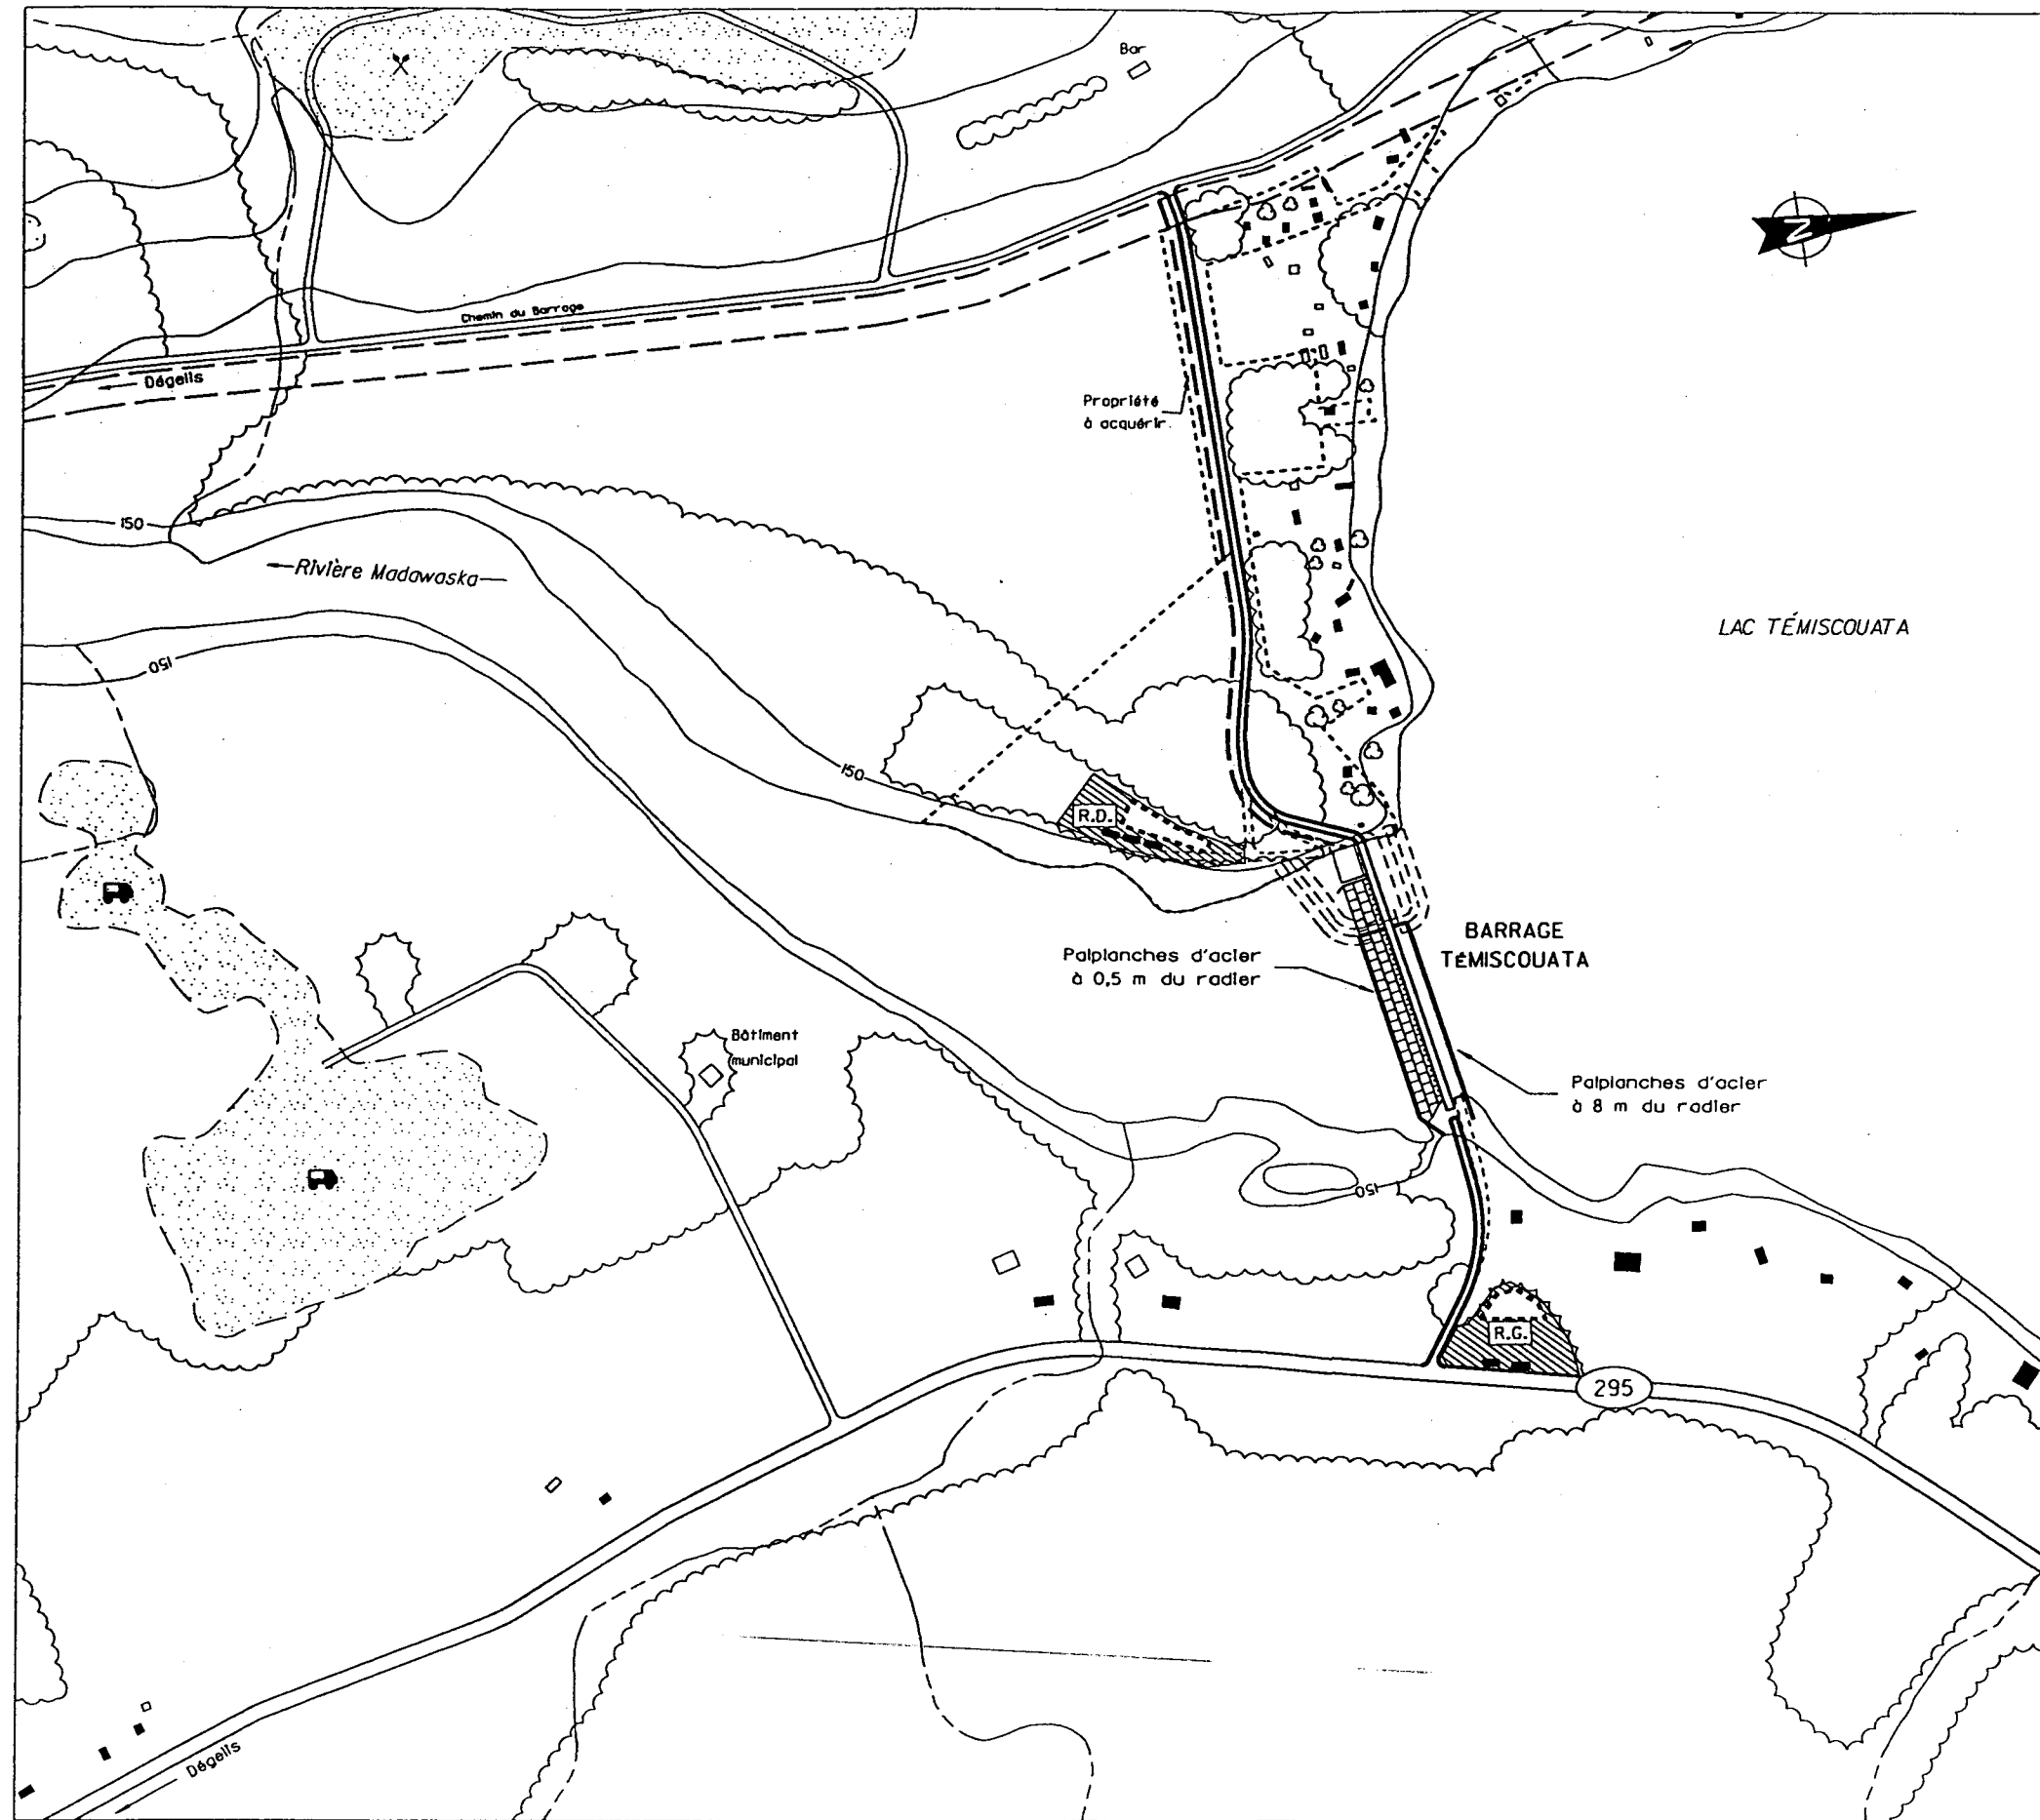 Bar
N
Chemin du Barrage
Dégelis
Propriété
à acquérir
150
Rivière Madawaska
150
LAC TÉMISCOUATA
150
R.D.
BARRAGE
TÉMISCOUATA
Palplanches d'acier
à 0,5 m du radier
Bâtiment
municipal
Palplanches d'acier
à 8 m du radier
150
R.G.
295
Dégelis